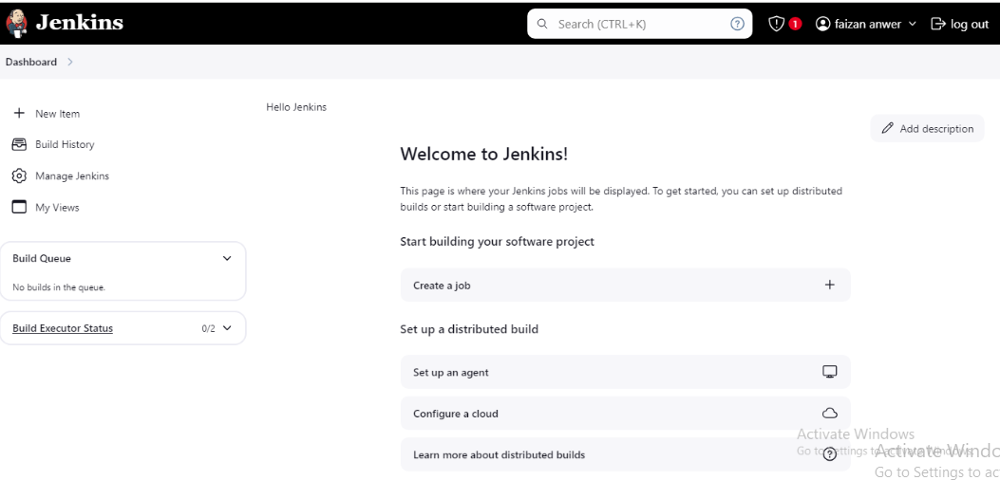 Jenkins
Search (CTRL+K)
1
faizan anwer
log out
Dashboard
New Item
Build History
Manage Jenkins
My Views
Build Queue
No builds in the queue.
Build Executor Status
0/2
Hello Jenkins
Add description
Welcome to Jenkins!
This page is where your Jenkins jobs will be displayed. To get started, you can set up distributed
builds or start building a software project.
Start building your software project
Create a job
Set up a distributed build
Set up an agent
Configure a cloud
Learn more about distributed builds
Activate Windows
Go to Settings to activate Windows.
Activate Windo
Go to Settings to ac